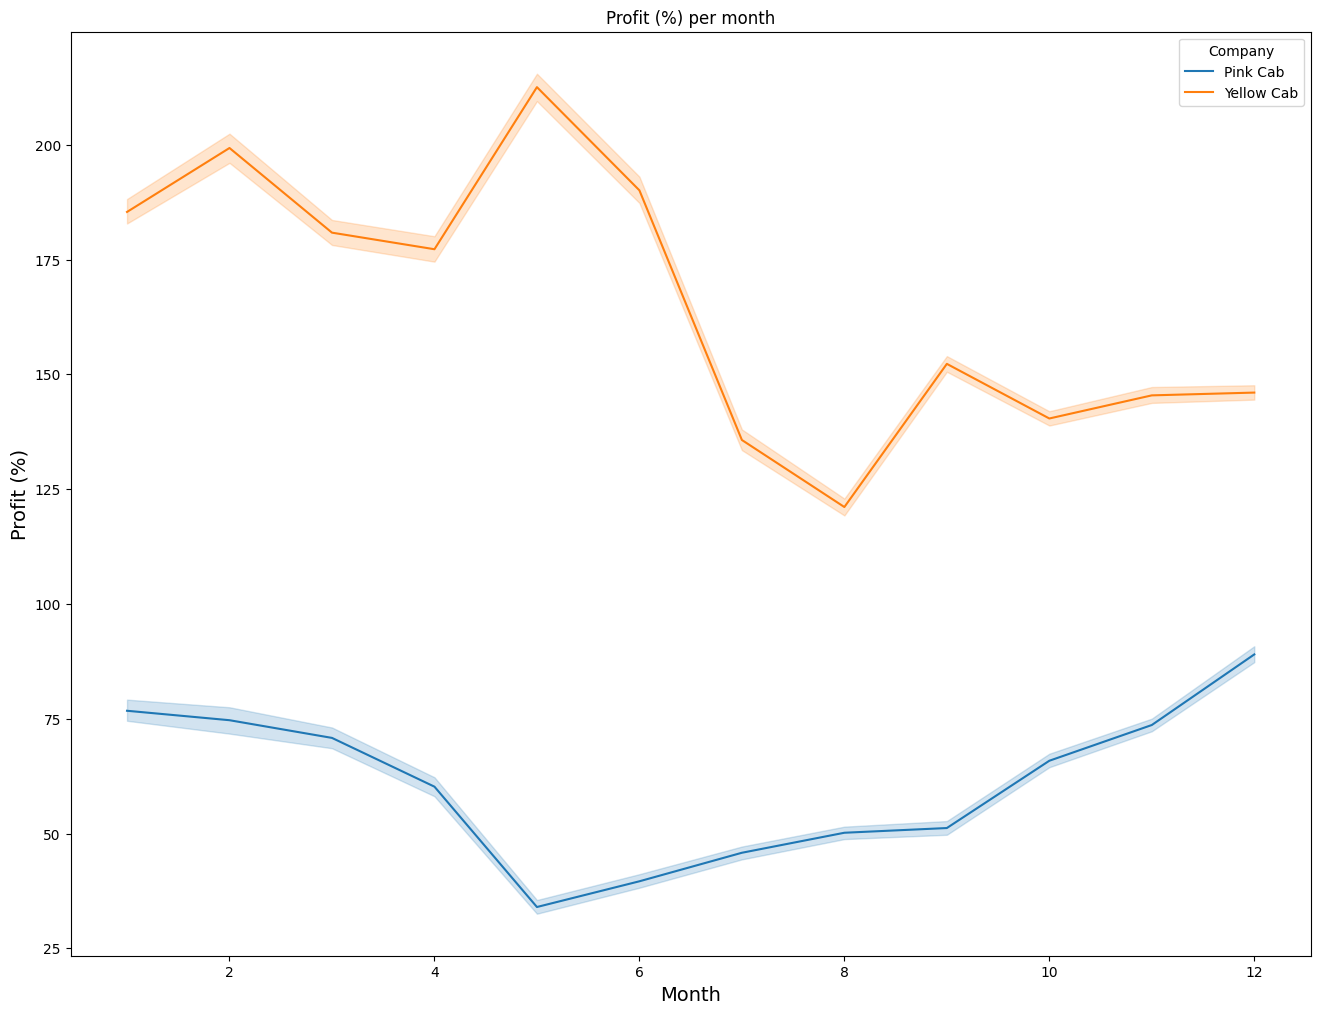 Profit (%) per month
Company
Pink Cab
Yellow Cab
Profit (%)
200
175
150
125
100
75
50
25
2 4 6 8 10 12
Month